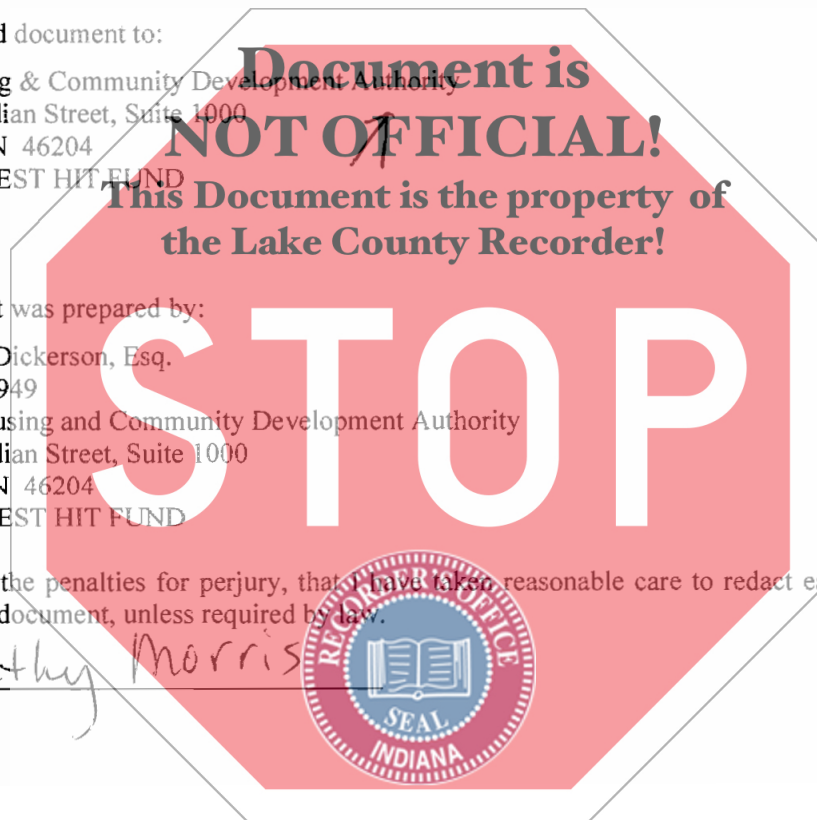 d document to:
g & Community Development Authority
dian Street, Suite 1000
N 46204
EST HIT FUND
Document is
NOT OFFICIAL!
This Document is the property of
the Lake County Recorder!
t was prepared by:
Dickerson, Esq.
949
using and Community Development Authority
dian Street, Suite 1000
N 46204
EST HIT FUND
STOP
the penalties for perjury, that I have taken reasonable care to redact ea
document, unless required by law.
thy Morris
RECORDER OFFICE
SEAL
INDIANA